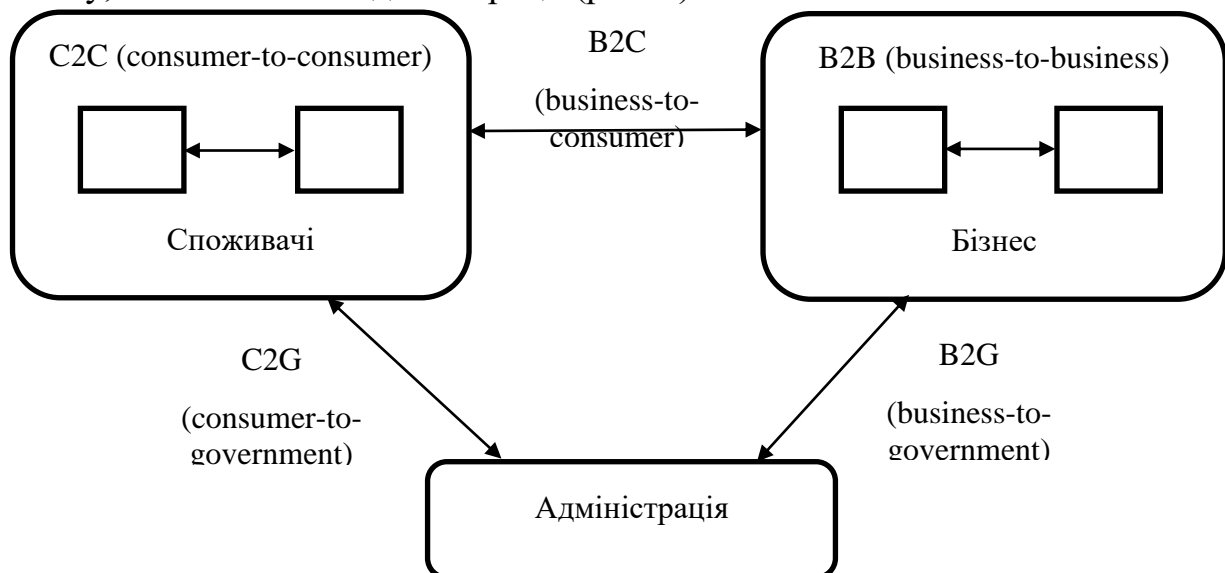 C2C (consumer-to-consumer)
Споживачі
B2C
(business-to-
consumer)
B2B (business-to-business)
Бізнес
C2G
(consumer-to-
government)
B2G
(business-to-
government)
Адміністрація